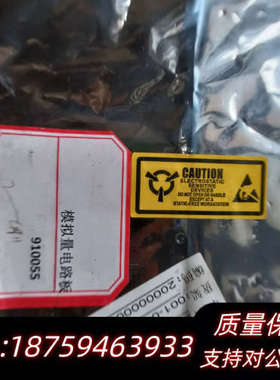 CAUTION
ELECTROSTATIC
SENSITIVE
DEVICES
DO NOT OPEN OR HANDLE
EXCEPT AT A
STATIC-FREE WORKSTATION
模拟量电路板
910055
质量保
:18759463933
支持对公